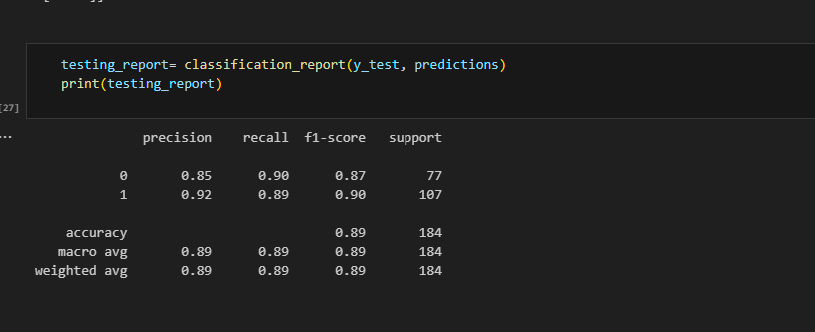 testing_report= classification_report(y_test, predictions)
print(testing_report)
[27]
...
precision recall f1-score support
0 0.85 0.90 0.87 77
1 0.92 0.89 0.90 107
accuracy 0.89 184
macro avg 0.89 0.89 0.89 184
weighted avg 0.89 0.89 0.89 184